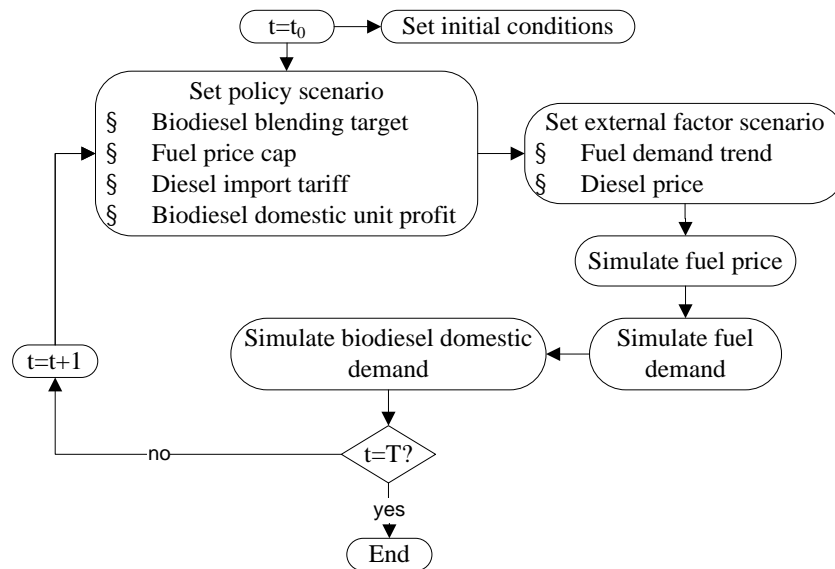 t=t₀
Set initial conditions
Set policy scenario
§ Biodiesel blending target
§ Fuel price cap
§ Diesel import tariff
§ Biodiesel domestic unit profit
Set external factor scenario
§ Fuel demand trend
§ Diesel price
Simulate fuel price
Simulate fuel
demand
Simulate biodiesel domestic
demand
t=t+1
t=T?
no
yes
End